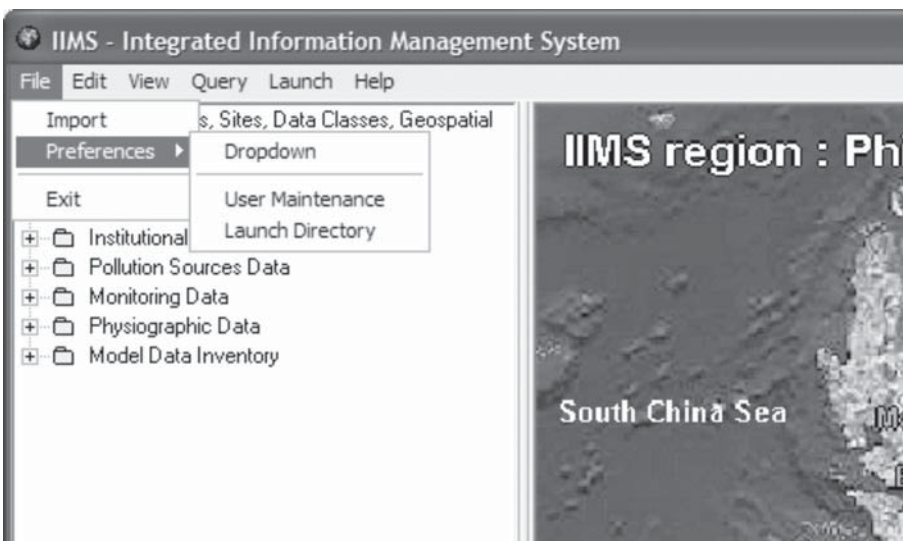 IIMS - Integrated Information Management System
File Edit View Query Launch Help
Import
Preferences
Exit
s, Sites, Data Classes, Geospatial
Dropdown
User Maintenance
Launch Directory
Institutional
Pollution Sources Data
Monitoring Data
Physiographic Data
Model Data Inventory
IIMS region : Ph
South China Sea